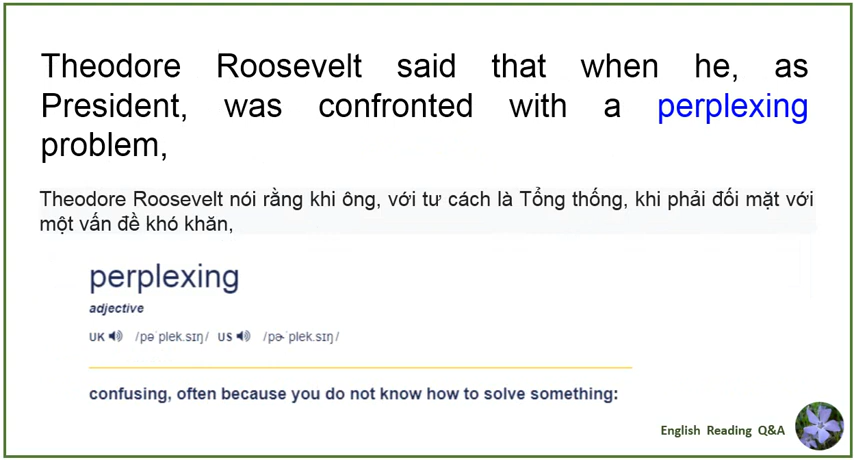 Theodore Roosevelt said that when he, as
President, was confronted with a perplexing
problem,
Theodore Roosevelt nói rằng khi ông, với tư cách là Tổng thống, khi phải đối mặt với
một vấn đề khó khăn,
perplexing
adjective
UK /pəˈplek.sɪŋ/ US /pɚˈplek.sɪŋ/
confusing, often because you do not know how to solve something:
English Reading Q&A